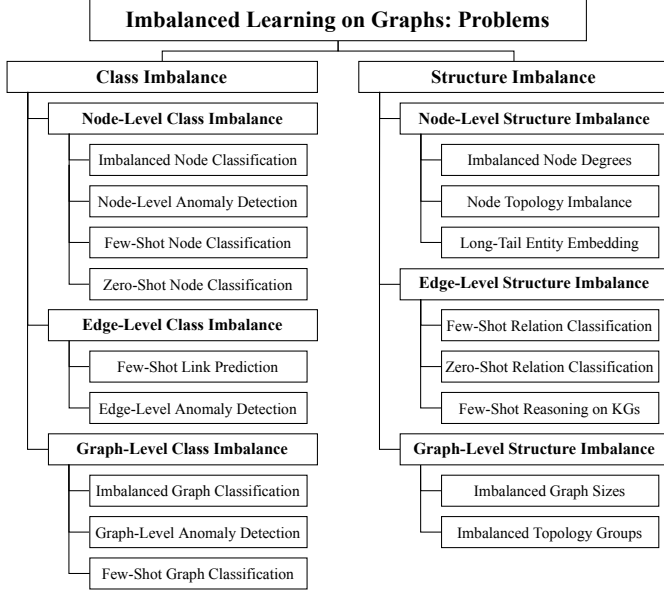 Imbalanced Learning on Graphs: Problems
Class Imbalance
Node-Level Class Imbalance
Imbalanced Node Classification
Node-Level Anomaly Detection
Few-Shot Node Classification
Zero-Shot Node Classification
Edge-Level Class Imbalance
Few-Shot Link Prediction
Edge-Level Anomaly Detection
Graph-Level Class Imbalance
Imbalanced Graph Classification
Graph-Level Anomaly Detection
Few-Shot Graph Classification
Structure Imbalance
Node-Level Structure Imbalance
Imbalanced Node Degrees
Node Topology Imbalance
Long-Tail Entity Embedding
Edge-Level Structure Imbalance
Few-Shot Relation Classification
Zero-Shot Relation Classification
Few-Shot Reasoning on KGs
Graph-Level Structure Imbalance
Imbalanced Graph Sizes
Imbalanced Topology Groups